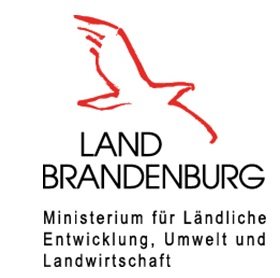 LAND
BRANDENBURG
Ministerium für Ländliche
Entwicklung, Umwelt und
Landwirtschaft